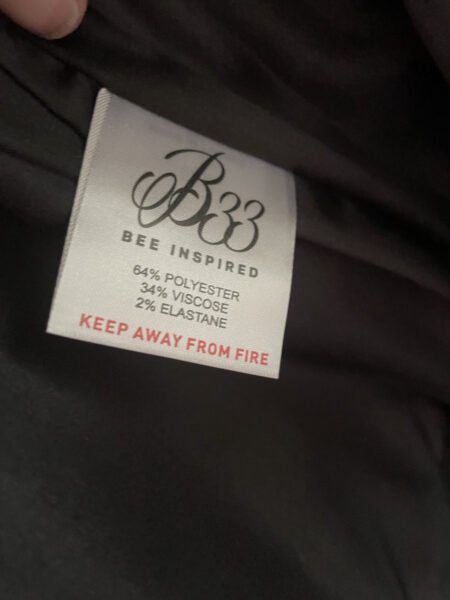 B33
BEE INSPIRED
64% POLYESTER
34% VISCOSE
2% ELASTANE
KEEP AWAY FROM FIRE